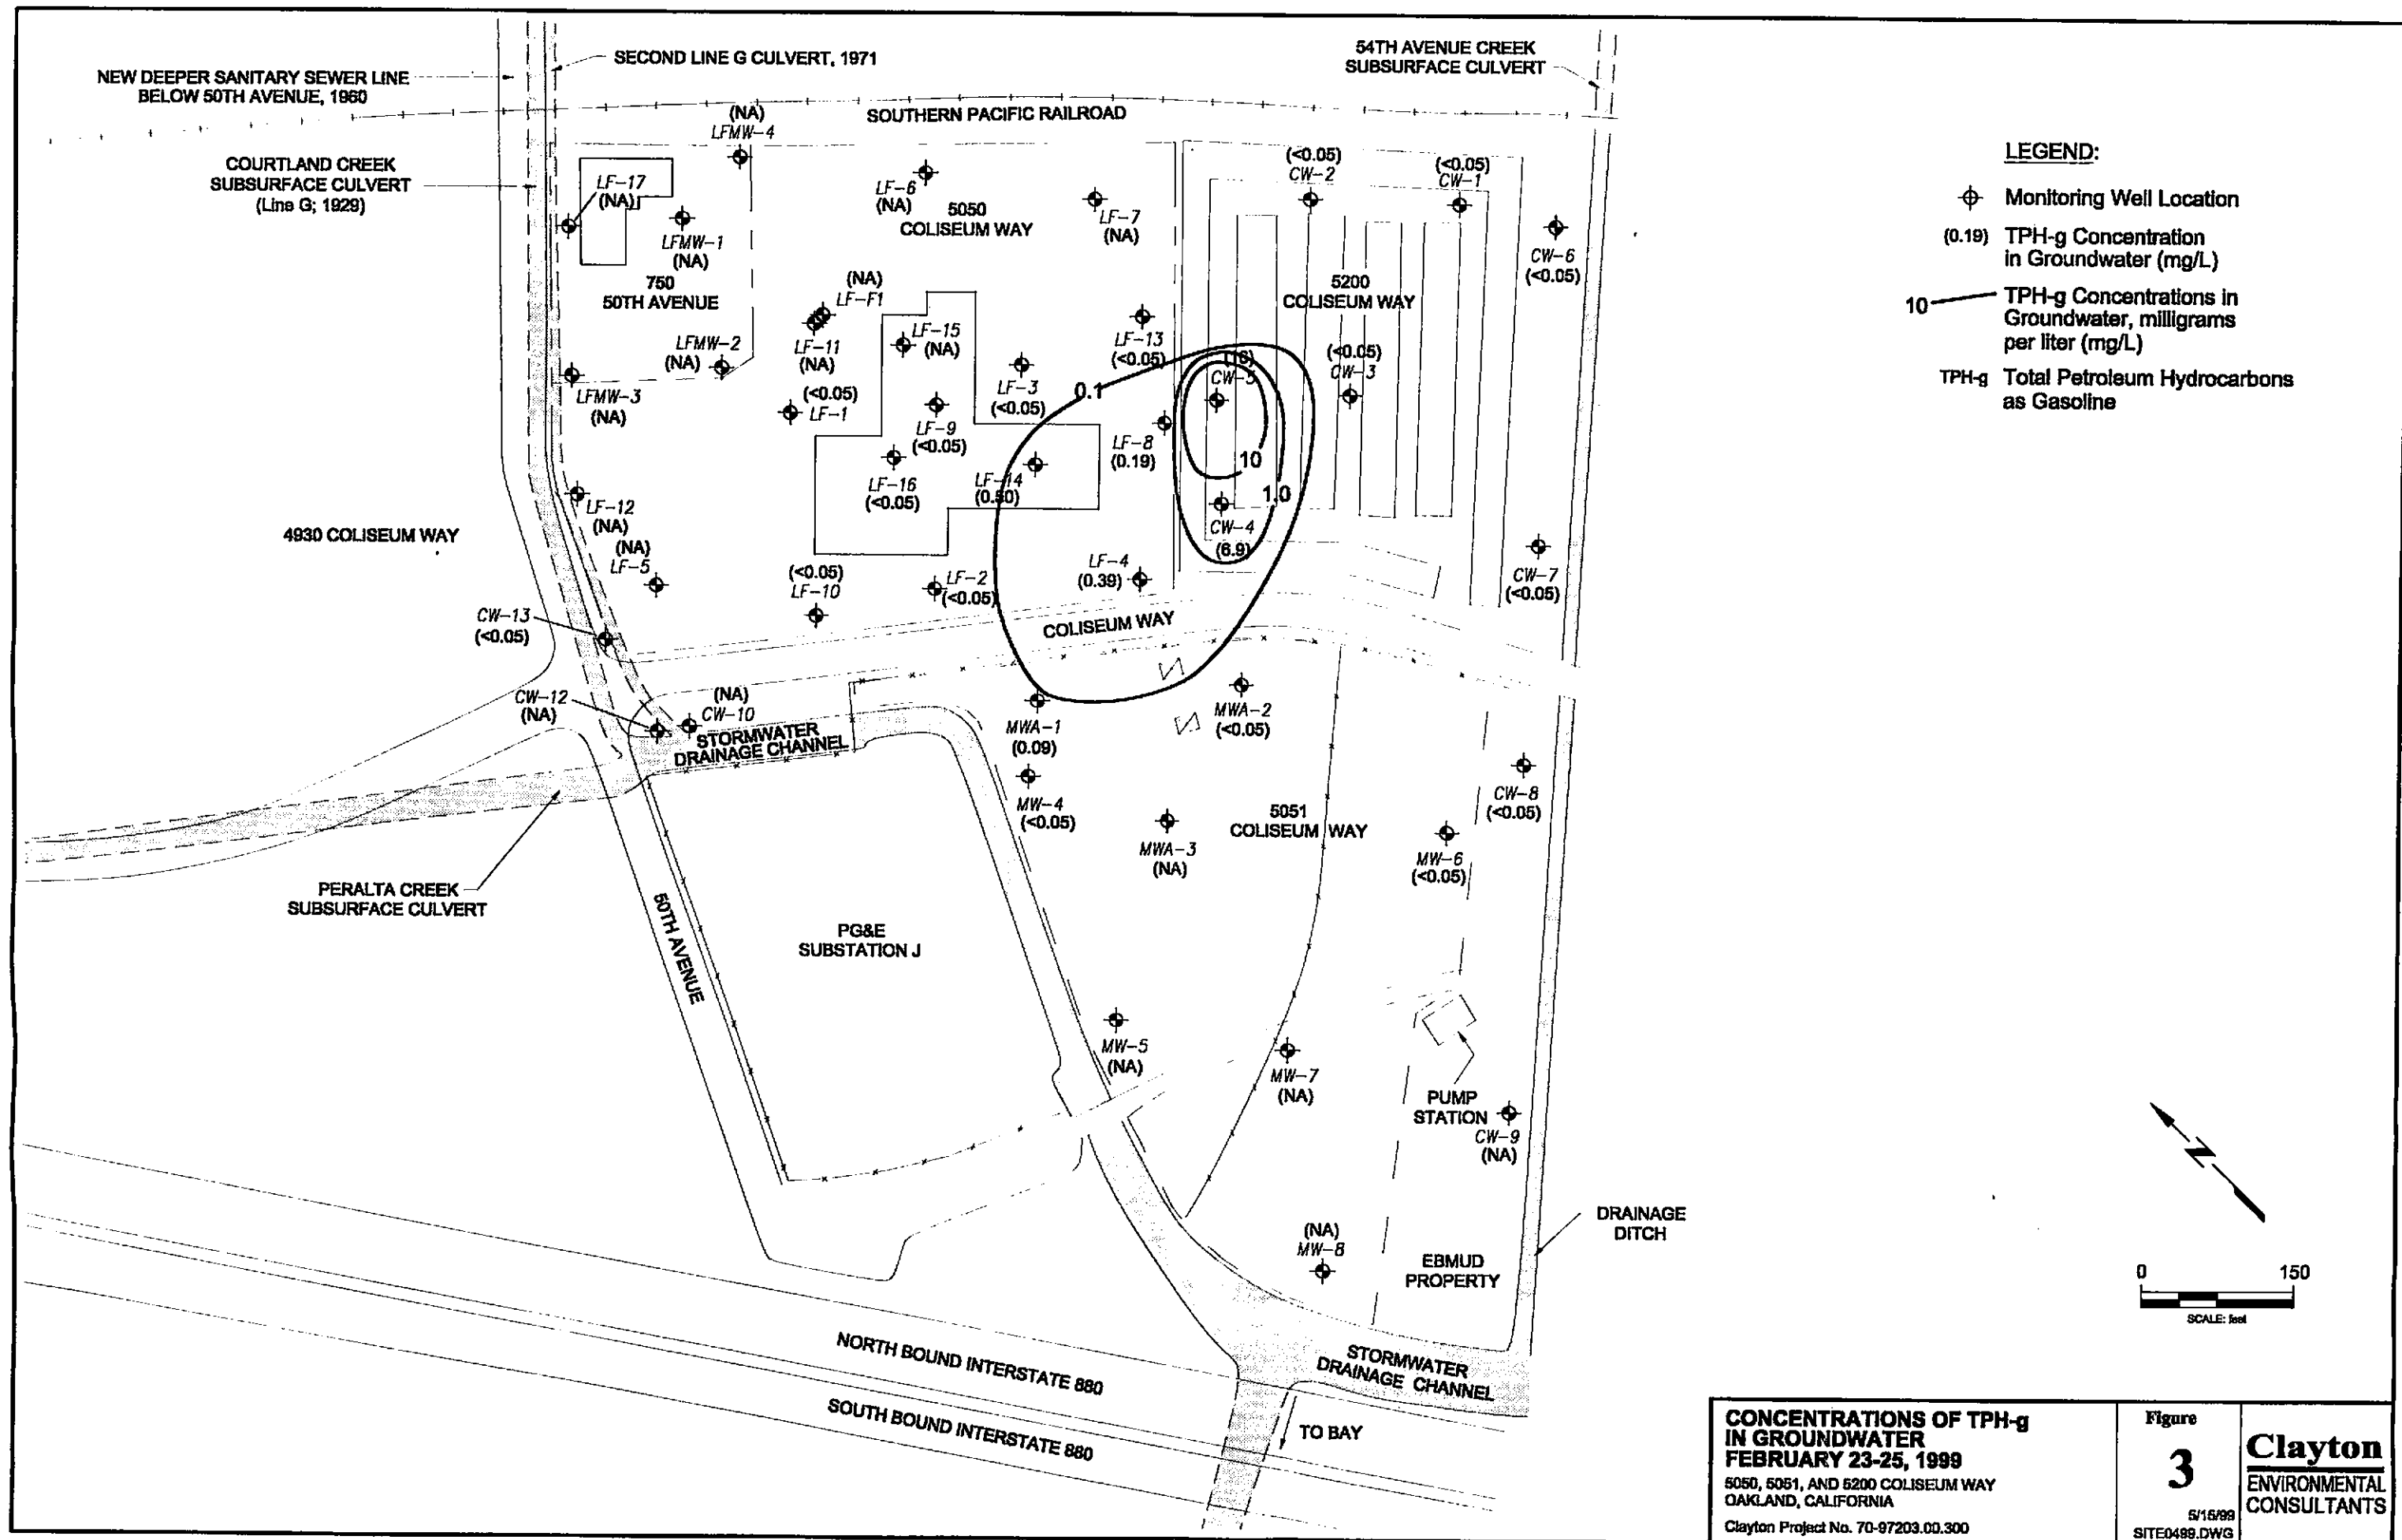 NEW DEEPER SANITARY SEWER LINE
BELOW 50TH AVENUE, 1960
SECOND LINE G CULVERT, 1971
54TH AVENUE CREEK
SUBSURFACE CULVERT
SOUTHERN PACIFIC RAILROAD
COURTLAND CREEK
SUBSURFACE CULVERT
(Line G; 1929)
(NA)
LFMW-4
LF-17
(NA)
LFMW-1
(NA)
750
50TH AVENUE
LF-6
(NA)
5050
COLISEUM WAY
LF-7
(NA)
(<0.05)
CW-2
(<0.05)
CW-1
CW-6
(<0.05)
5200
COLISEUM WAY
(NA)
LF-F1
LF-11
(NA)
LF-15
(NA)
LFMW-2
(NA)
LFMW-3
(NA)
(<0.05)
LF-1
LF-3
(<0.05)
LF-13
(<0.05)
0.1
CW-5
(<0.05)
CW-3
LF-9
(<0.05)
LF-8
(0.19)
10
1.0
LF-16
(<0.05)
LF-14
(0.50)
CW-4
(6.9)
LF-12
(NA)
(NA)
LF-5
4930 COLISEUM WAY
(<0.05)
LF-10
LF-2
(<0.05)
LF-4
(0.39)
CW-7
(<0.05)
COLISEUM WAY
CW-13
(<0.05)
CW-12
(NA)
(NA)
CW-10
STORMWATER
DRAINAGE CHANNEL
MWA-1
(0.09)
MWA-2
(<0.05)
MW-4
(<0.05)
MWA-3
(NA)
5051
COLISEUM WAY
CW-8
(<0.05)
MW-6
(<0.05)
PERALTA CREEK
SUBSURFACE CULVERT
50TH AVENUE
PG&E
SUBSTATION J
MW-5
(NA)
MW-7
(NA)
PUMP
STATION
CW-9
(NA)
(NA)
MW-8
EBMUD
PROPERTY
DRAINAGE
DITCH
NORTH BOUND INTERSTATE 880
SOUTH BOUND INTERSTATE 880
STORMWATER
DRAINAGE CHANNEL
TO BAY
LEGEND:
Monitoring Well Location
(0.19) TPH-g Concentration
in Groundwater (mg/L)
10 TPH-g Concentrations in
Groundwater, milligrams
per liter (mg/L)
TPH-g Total Petroleum Hydrocarbons
as Gasoline
N
0 150
SCALE: feet
CONCENTRATIONS OF TPH-g
IN GROUNDWATER
FEBRUARY 23-25, 1999
5050, 5051, AND 5200 COLISEUM WAY
OAKLAND, CALIFORNIA
Clayton Project No. 70-97203.00.300
Figure
3
5/15/99
SITE0499.DWG
Clayton
ENVIRONMENTAL
CONSULTANTS